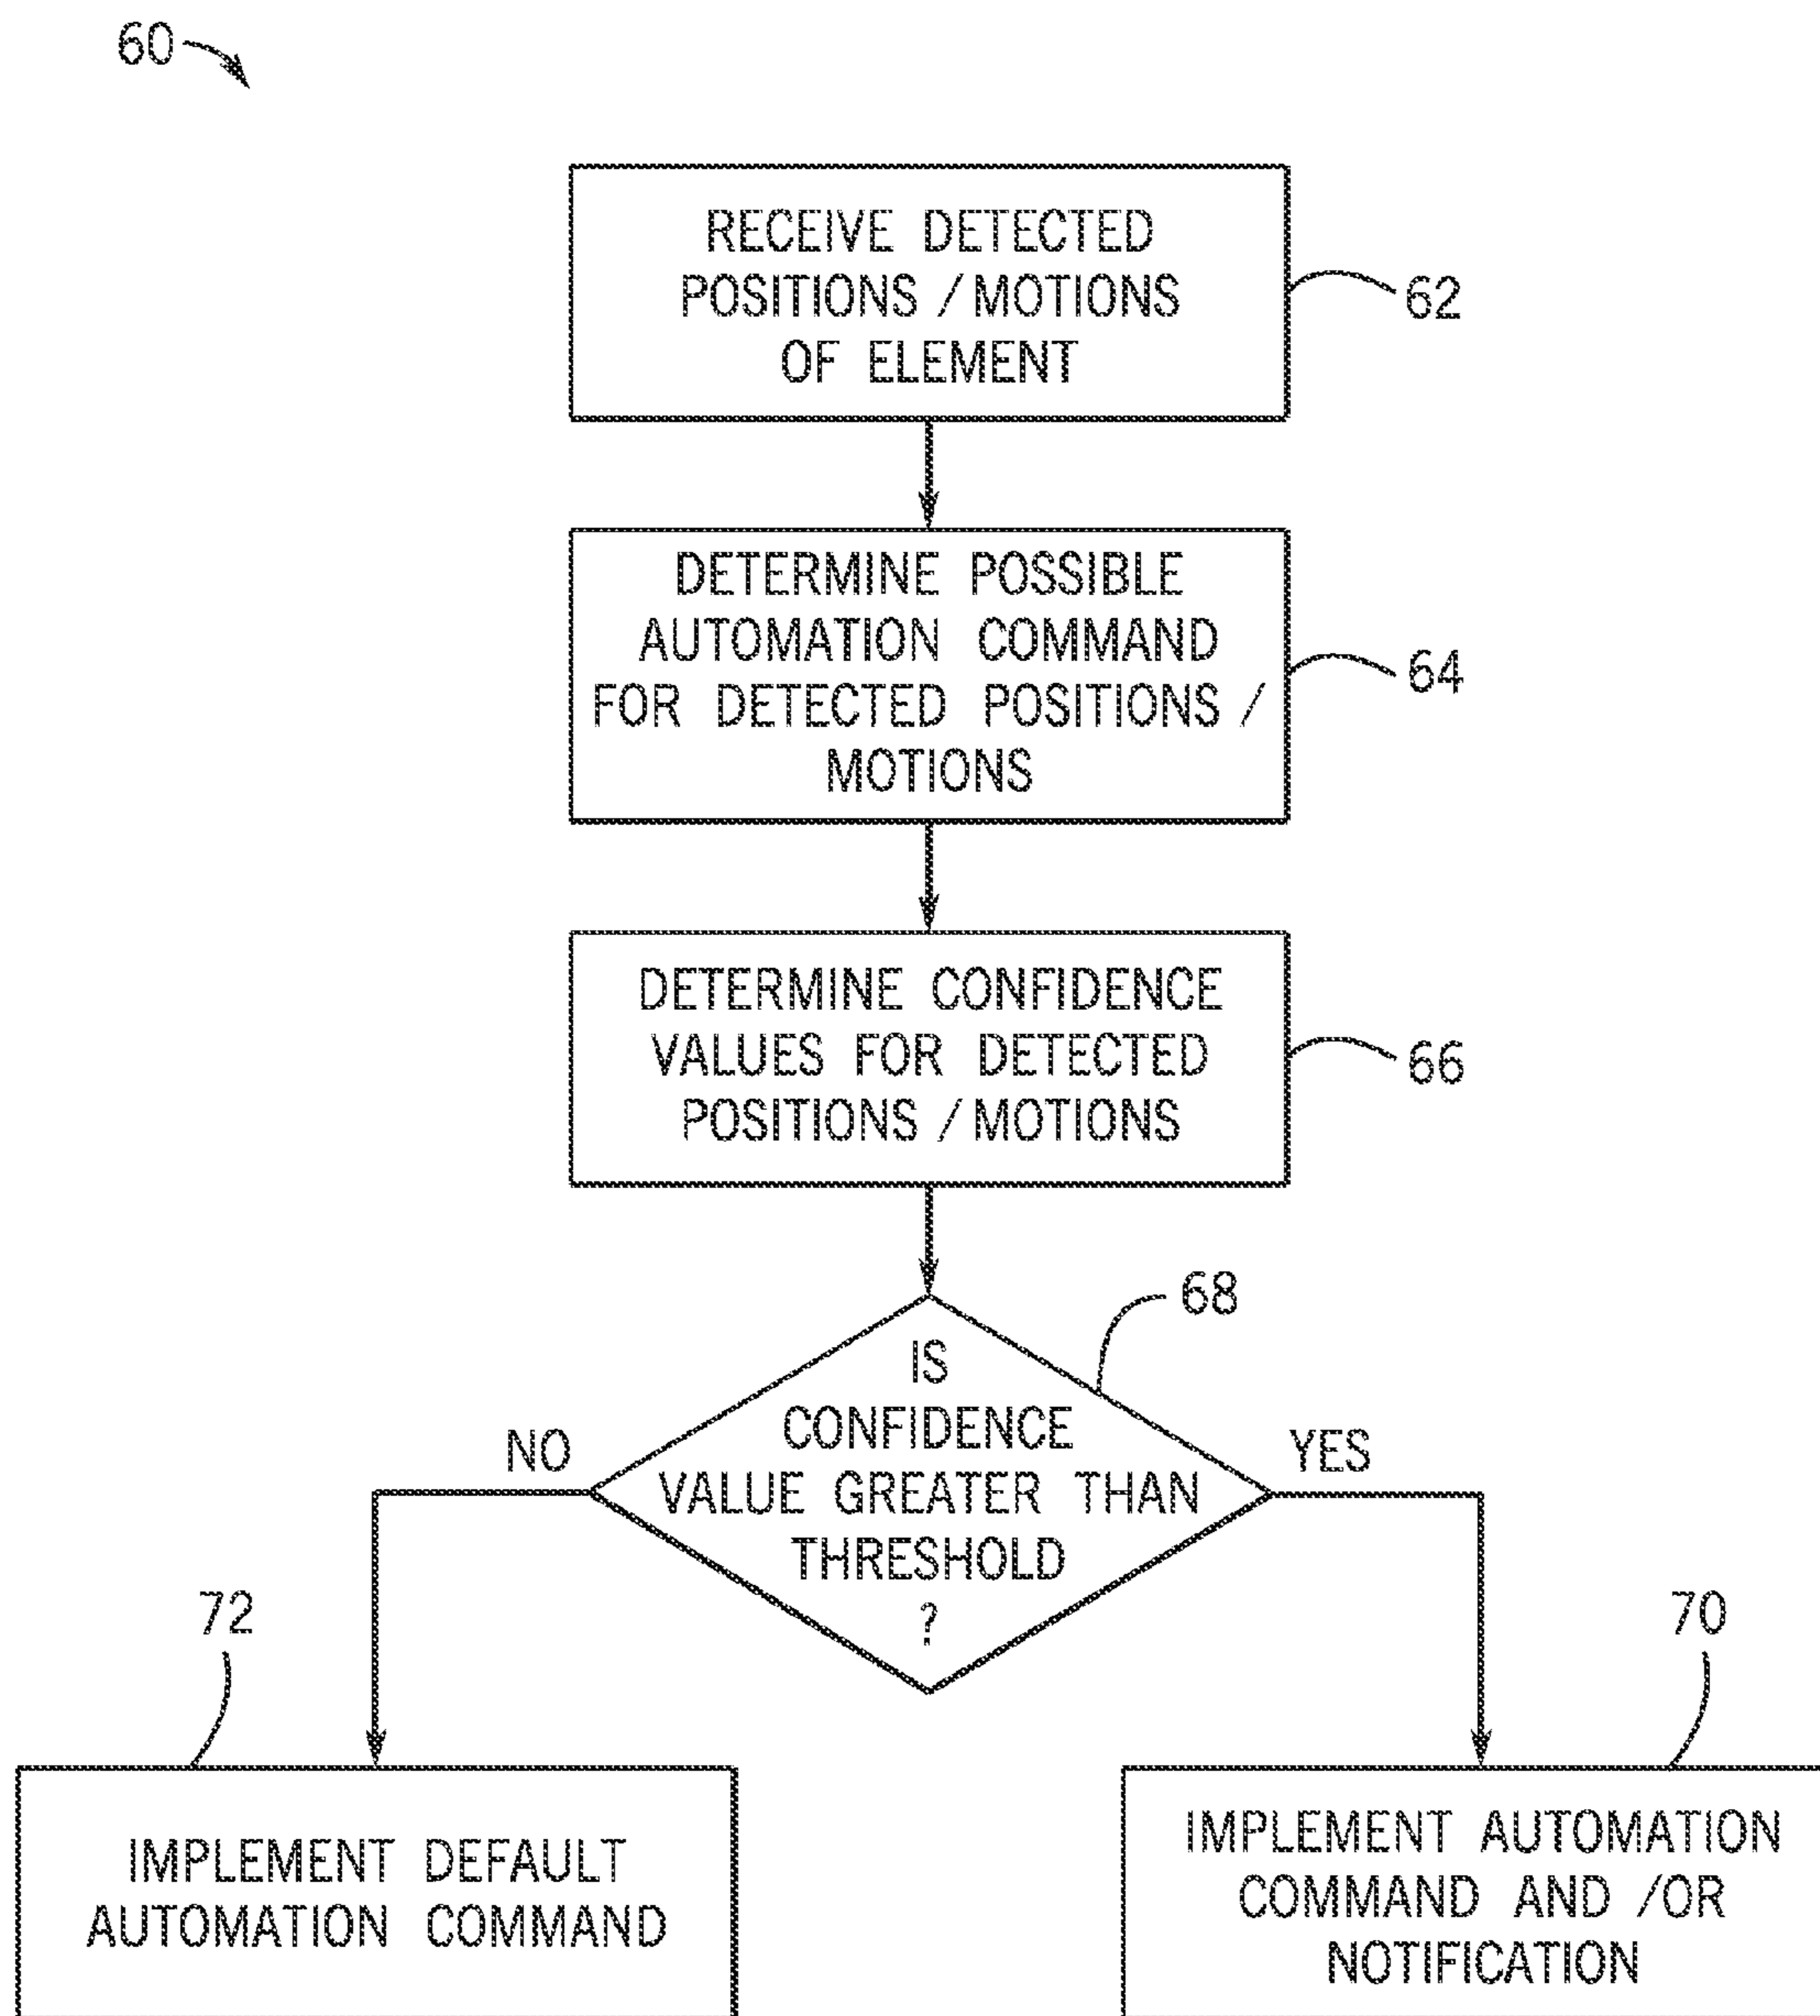 60
RECEIVE DETECTED
POSITIONS / MOTIONS
OF ELEMENT
62
DETERMINE POSSIBLE
AUTOMATION COMMAND
FOR DETECTED POSITIONS /
MOTIONS
64
DETERMINE CONFIDENCE
VALUES FOR DETECTED
POSITIONS / MOTIONS
66
68
IS
CONFIDENCE
VALUE GREATER THAN
THRESHOLD
?
NO
YES
72
70
IMPLEMENT DEFAULT
AUTOMATION COMMAND
IMPLEMENT AUTOMATION
COMMAND AND /OR
NOTIFICATION